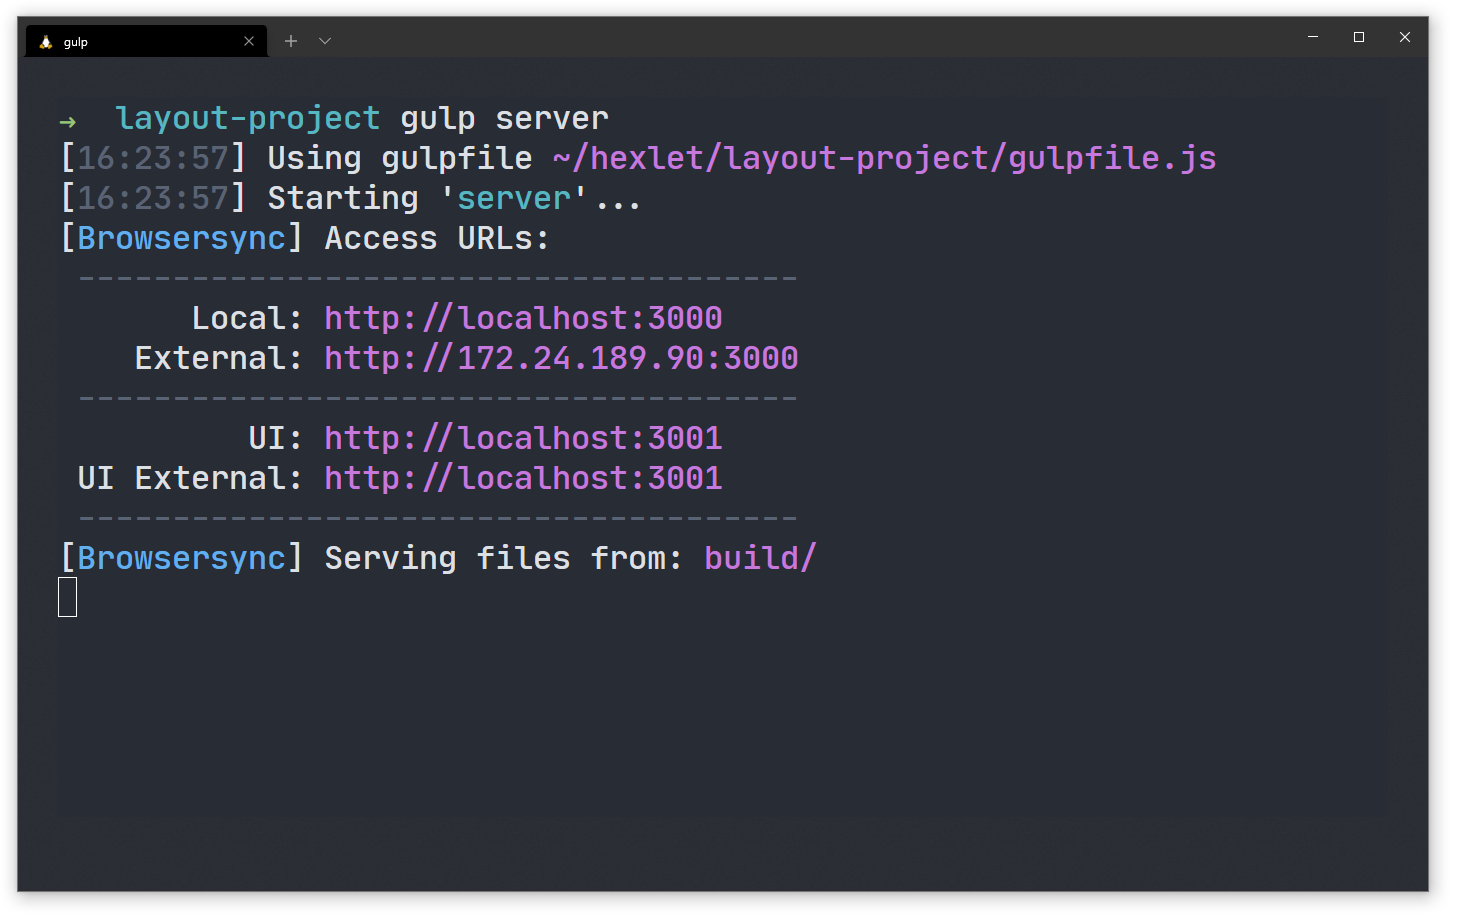 gulp
→ layout-project gulp server
[16:23:57] Using gulpfile ~/hexlet/layout-project/gulpfile.js
[16:23:57] Starting 'server'...
[Browsersync] Access URLs:
--------------------------------------
Local: http://localhost:3000
External: http://172.24.189.90:3000
--------------------------------------
UI: http://localhost:3001
UI External: http://localhost:3001
--------------------------------------
[Browsersync] Serving files from: build/